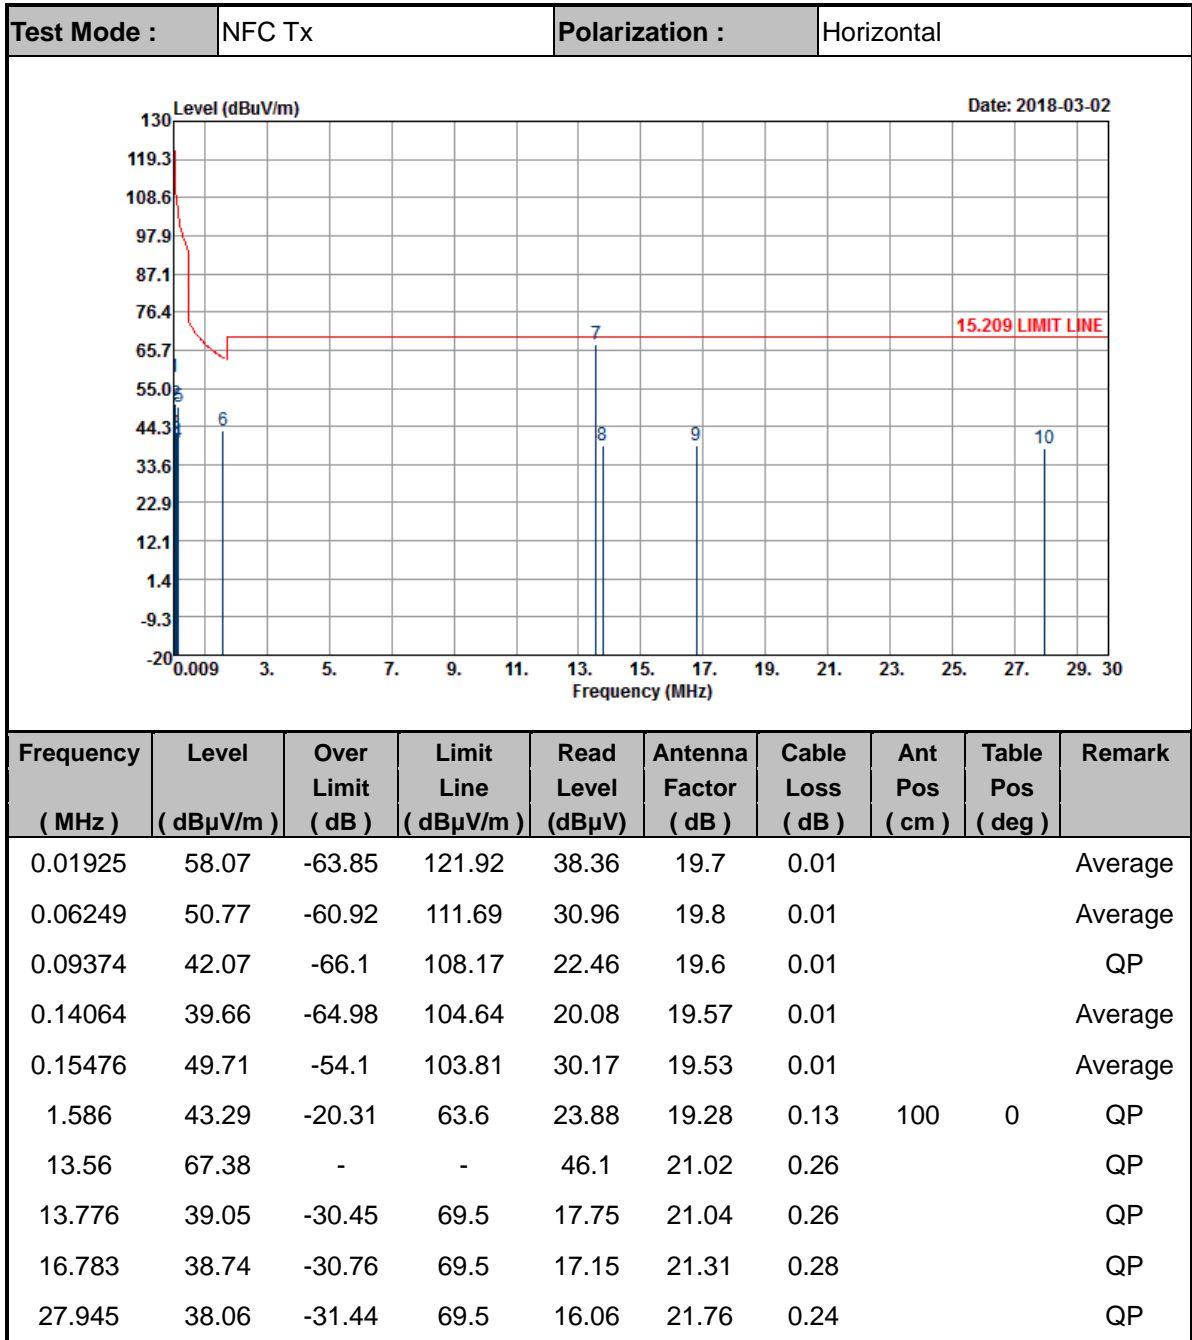 Test Mode : NFC Tx Polarization : Horizontal
Level (dBuV/m) Date: 2018-03-02
130
119.3
108.6
97.9
87.1
76.4
65.7
55.0
44.3
33.6
22.9
12.1
1.4
-9.3
-20
15.209 LIMIT LINE
1
5
6
7
8
9
10
0.009 3. 5. 7. 9. 11. 13. 15. 17. 19. 21. 23. 25. 27. 29. 30
Frequency (MHz)
Frequency Level Over Limit Read Antenna Cable Ant Table Remark
Limit Line Level Factor Loss Pos Pos
( MHz ) ( dBµV/m ) ( dB ) ( dBµV/m ) (dBµV) ( dB ) ( dB ) ( cm ) ( deg )
0.01925 58.07 -63.85 121.92 38.36 19.7 0.01 Average
0.06249 50.77 -60.92 111.69 30.96 19.8 0.01 Average
0.09374 42.07 -66.1 108.17 22.46 19.6 0.01 QP
0.14064 39.66 -64.98 104.64 20.08 19.57 0.01 Average
0.15476 49.71 -54.1 103.81 30.17 19.53 0.01 Average
1.586 43.29 -20.31 63.6 23.88 19.28 0.13 100 0 QP
13.56 67.38 - - 46.1 21.02 0.26 QP
13.776 39.05 -30.45 69.5 17.75 21.04 0.26 QP
16.783 38.74 -30.76 69.5 17.15 21.31 0.28 QP
27.945 38.06 -31.44 69.5 16.06 21.76 0.24 QP